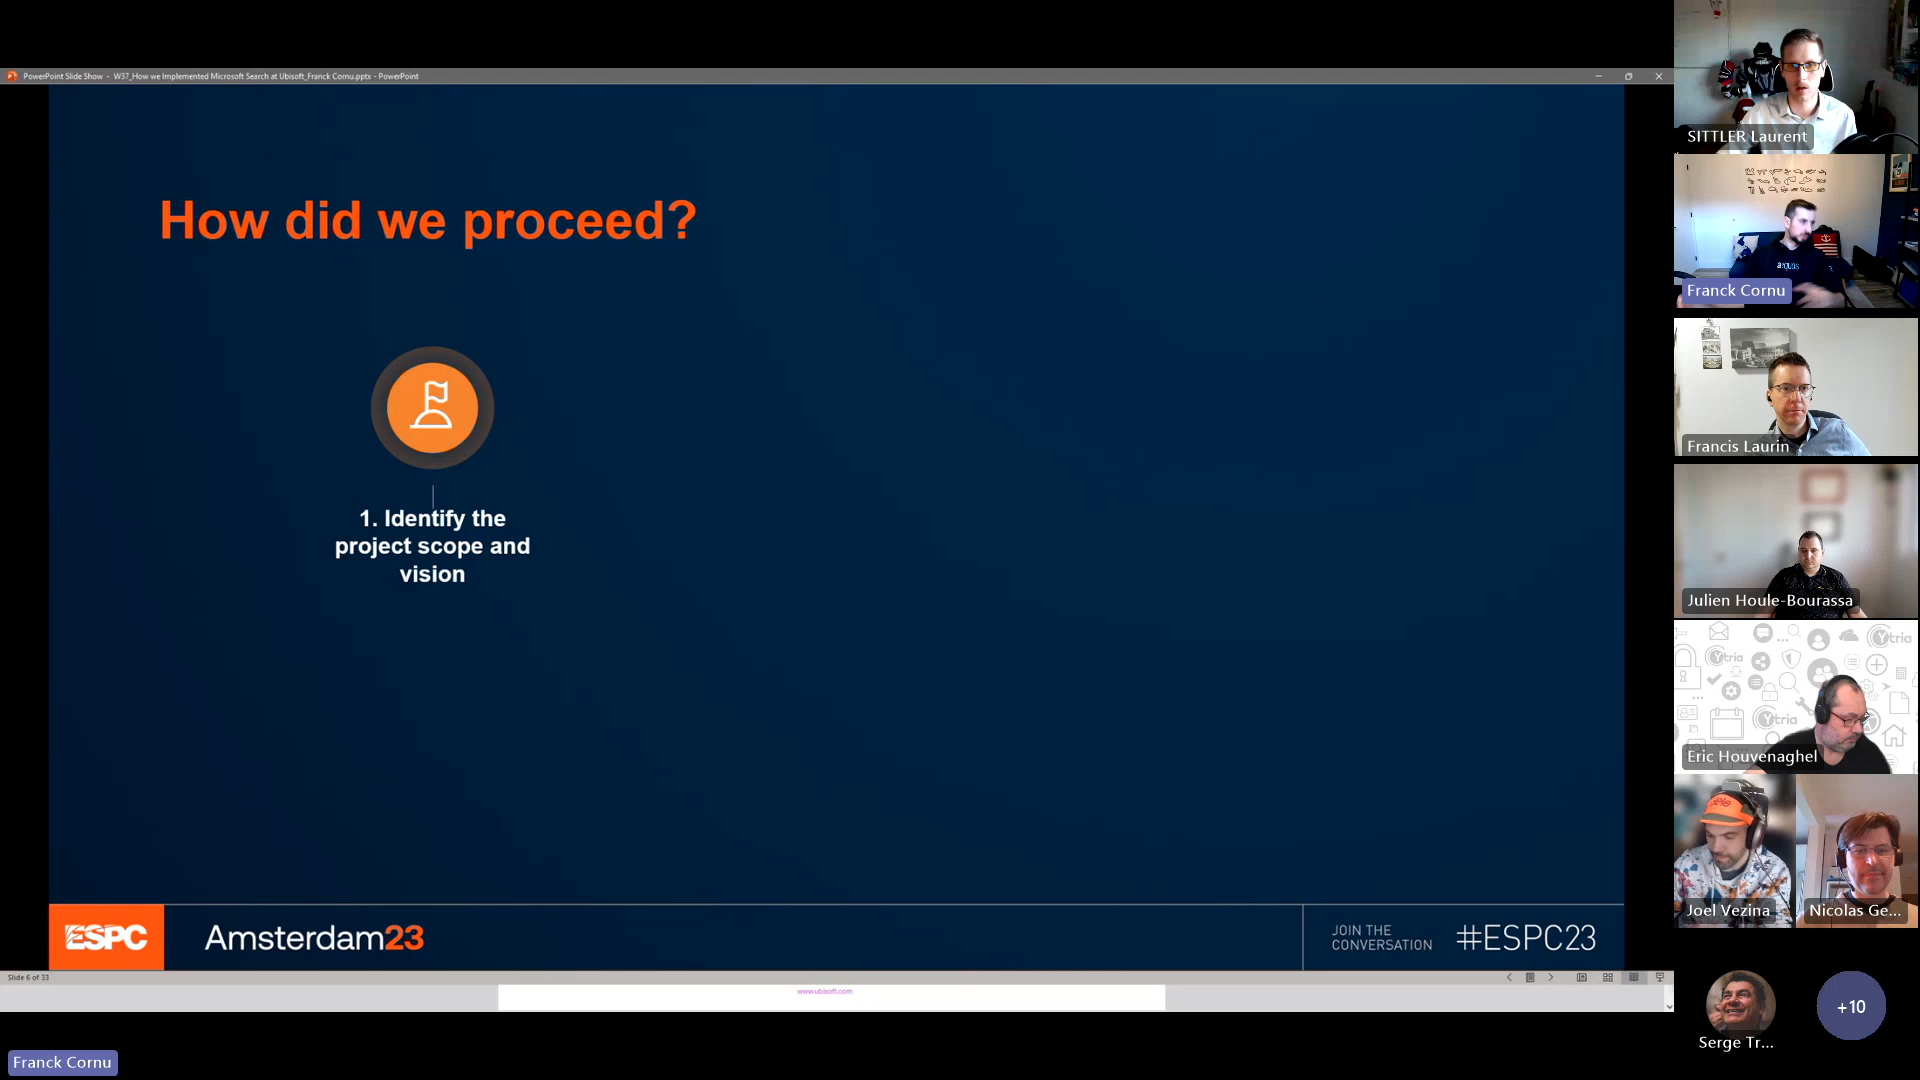 PowerPoint Slide Show - W37_How we Implemented Microsoft Search at Ubisoft_Franck Cornu.pptx - PowerPoint
How did we proceed?
1. Identify the
project scope and
vision
ESPC
Amsterdam23
JOIN THE
CONVERSATION
#ESPC23
Slide 6 of 33
www.ubisoft.com
Franck Cornu
SITTLER Laurent
Franck Cornu
Francis Laurin
Julien Houle-Bourassa
Ytria
Ytria
Ytria
Eric Houvenaghel
Joel Vezina
Nicolas Ge...
Serge Tr...
+10